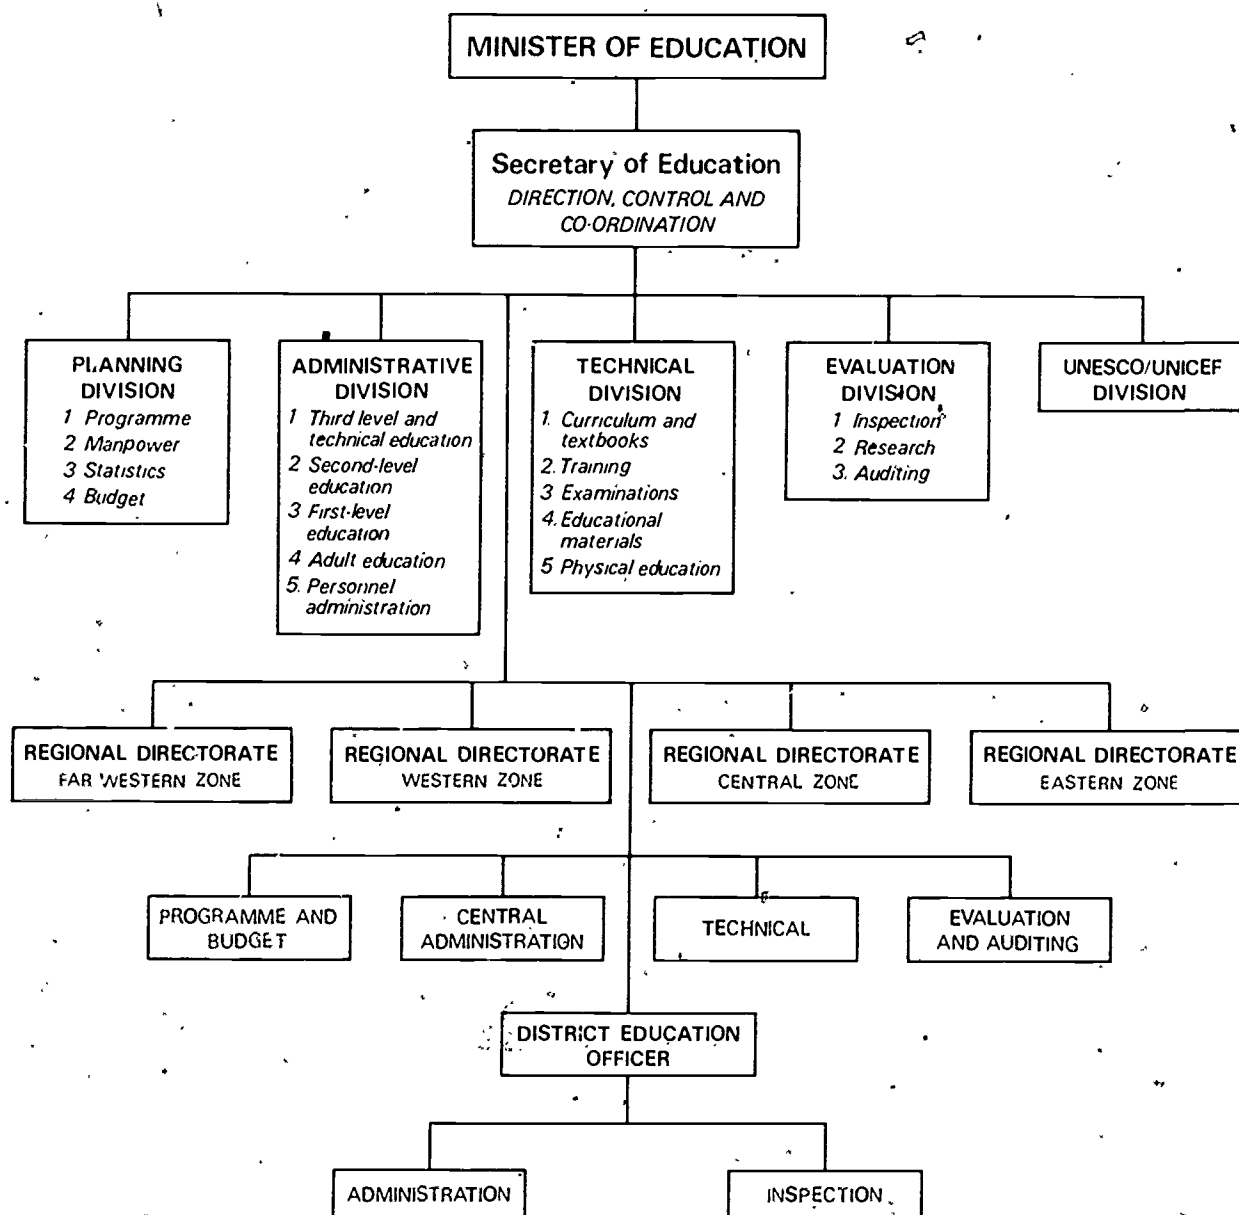 MINISTER OF EDUCATION
Secretary of Education
DIRECTION, CONTROL AND
CO-ORDINATION
PLANNING
DIVISION
1 Programme
2 Manpower
3 Statistics
4 Budget
ADMINISTRATIVE
DIVISION
1 Third level and
technical education
2 Second-level
education
3 First-level
education
4 Adult education
5. Personnel
administration
TECHNICAL
DIVISION
1. Curriculum and
textbooks
2. Training
3 Examinations
4. Educational
materials
5 Physical education
EVALUATION
DIVISION
1 Inspection
2 Research
3. Auditing
UNESCO/UNICEF
DIVISION
REGIONAL DIRECTORATE
FAR WESTERN ZONE
REGIONAL DIRECTORATE
WESTERN ZONE
REGIONAL DIRECTORATE
CENTRAL ZONE
REGIONAL DIRECTORATE
EASTERN ZONE
PROGRAMME AND
BUDGET
CENTRAL
ADMINISTRATION
TECHNICAL
EVALUATION
AND AUDITING
DISTRICT EDUCATION
OFFICER
ADMINISTRATION
INSPECTION